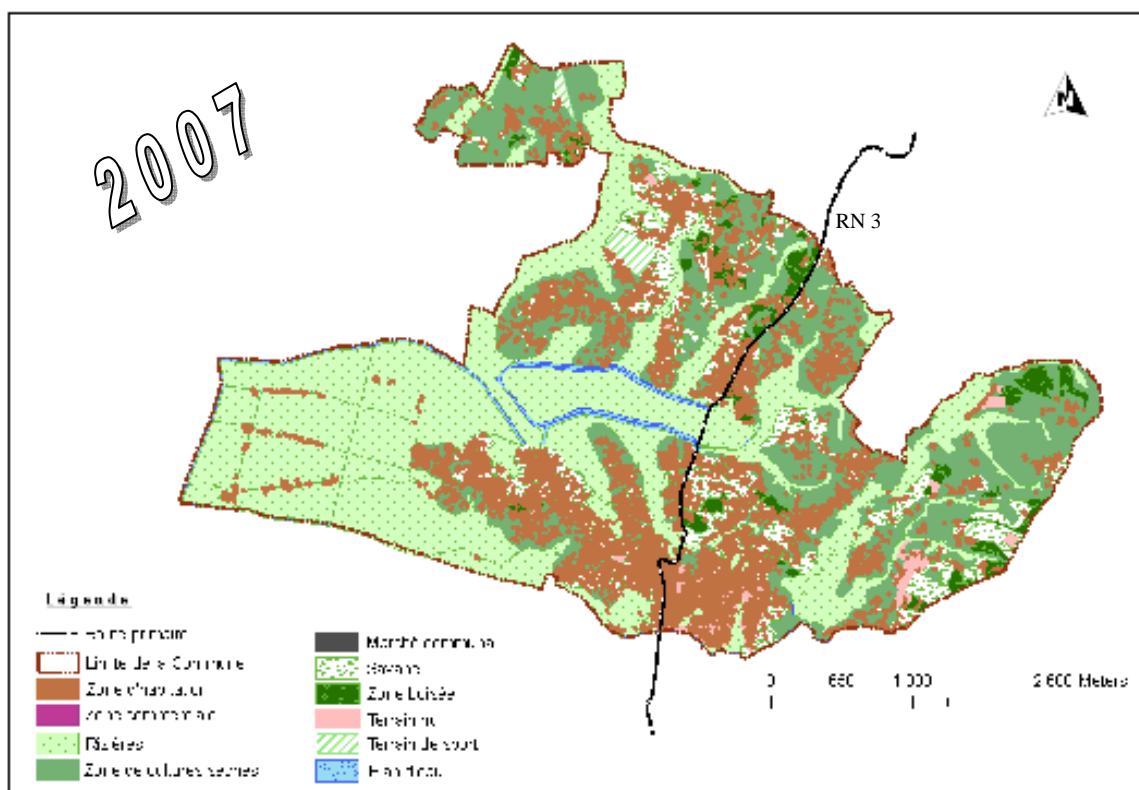 2007
N
RN 3
Légende
Route primaire
Limite de la Commune
Zone d'habitation
Zone commerciale
Rizières
Zone de cultures sèches
Marché communal
Savane
Zone boisée
Terrain nu
Terrain de sport
Plan d'eau
0 650 1 300 2 600 Meters